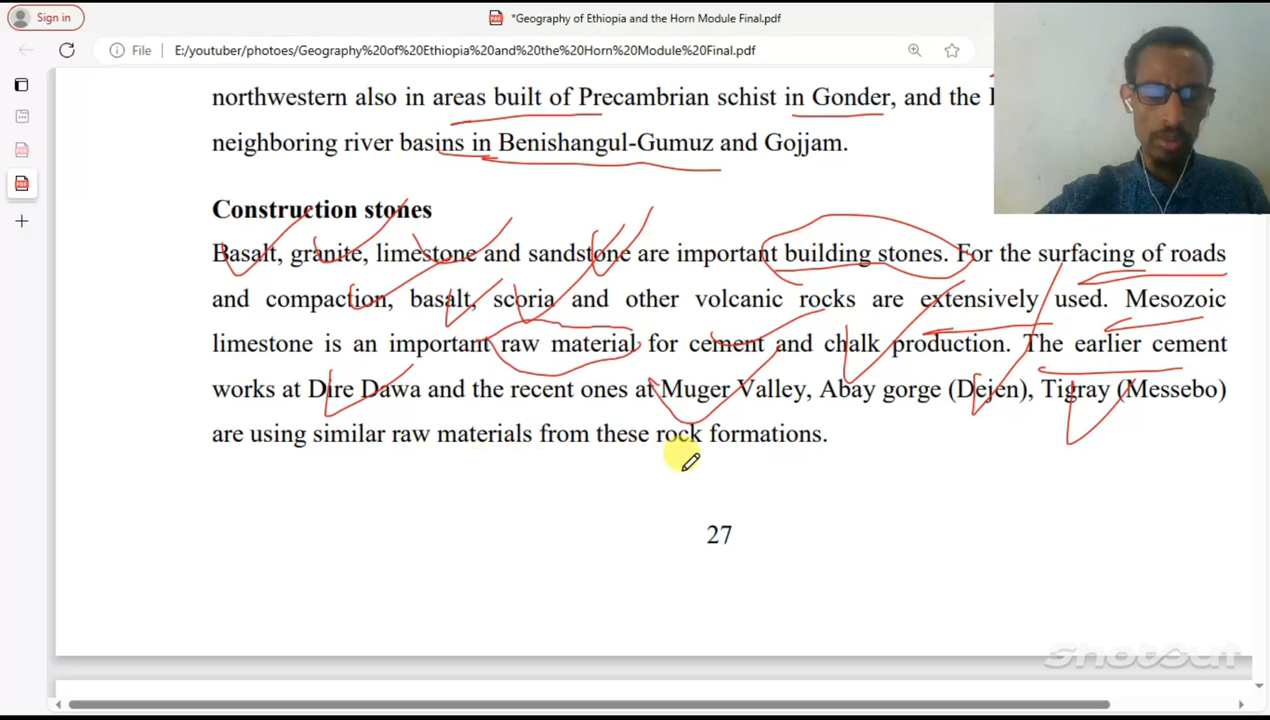 Sign in
*Geography of Ethiopia and the Horn Module Final.pdf
File
E:/youtuber/photoes/Geography%20of%20Ethiopia%20and%20the%20Horn%20Module%20Final.pdf
northwestern also in areas built of Precambrian schist in Gonder, and the
neighboring river basins in Benishangul-Gumuz and Gojjam.
Construction stones
Basalt, granite, limestone and sandstone are important building stones. For the surfacing of roads
and compaction, basalt, scoria and other volcanic rocks are extensively used. Mesozoic
limestone is an important raw material for cement and chalk production. The earlier cement
works at Dire Dawa and the recent ones at Muger Valley, Abay gorge (Dejen), Tigray (Messebo)
are using similar raw materials from these rock formations.
27
Shotcut